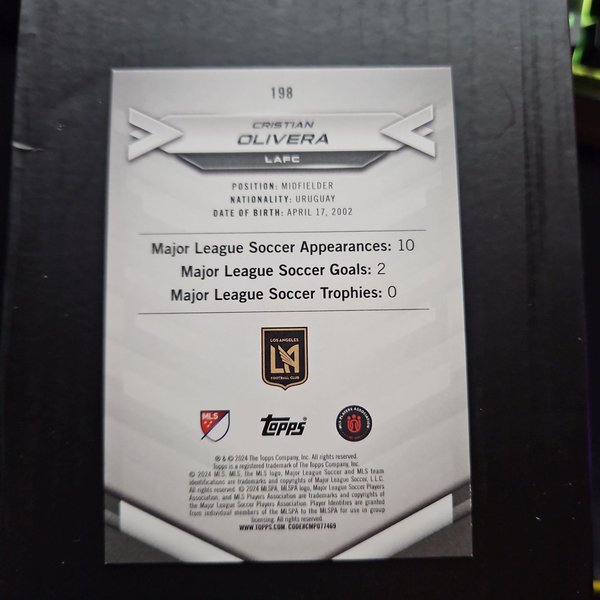 198
CRISTIAN
OLIVERA
LAFC
POSITION: MIDFIELDER
NATIONALITY: URUGUAY
DATE OF BIRTH: APRIL 17, 2002
Major League Soccer Appearances: 10
Major League Soccer Goals: 2
Major League Soccer Trophies: 0
LOS ANGELES
LA
FOOTBALL CLUB
MLS
Topps
® & © 2024 The Topps Company, Inc. All rights reserved.
Topps is a registered trademark of The Topps Company, Inc.
© 2024 MLS. MLS, the MLS logo, Major League Soccer and MLS team
identifications are trademarks and copyrights of Major League Soccer, L.L.C.
All rights reserved. © 2024 MLSPA. MLSPA logo, Major League Soccer Players
Association, and MLS Players Association are trademarks and copyrights of
the Major League Soccer Players Association. Player Identities are granted
from individual members of the MLSPA to the MLSPA for use in group
licensing. All rights reserved.
WWW.TOPPS.COM CODE#CMP077469